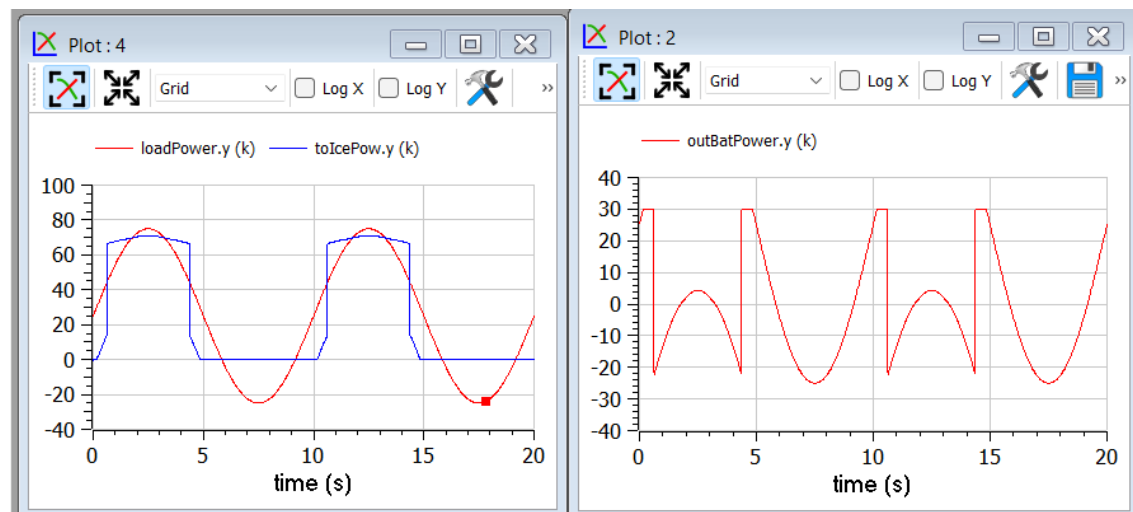 Plot : 4
Grid
Log X
Log Y
»
loadPower.y (k)
toIcePow.y (k)
100
80
60
40
20
0
-20
-40
0
5
10
15
20
time (s)
Plot : 2
Grid
Log X
Log Y
»
outBatPower.y (k)
40
30
20
10
0
-10
-20
-30
-40
0
5
10
15
20
time (s)